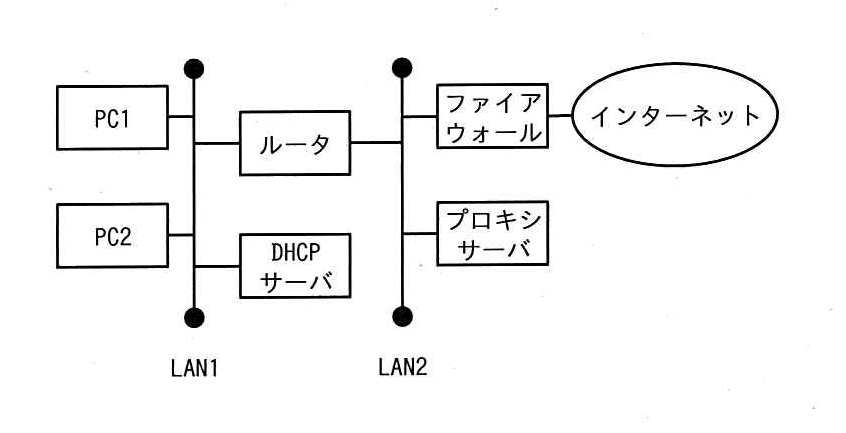 PC1
ルータ
ファイア
ウォール
インターネット
PC2
DHCP
サーバ
プロキシ
サーバ
LAN1
LAN2